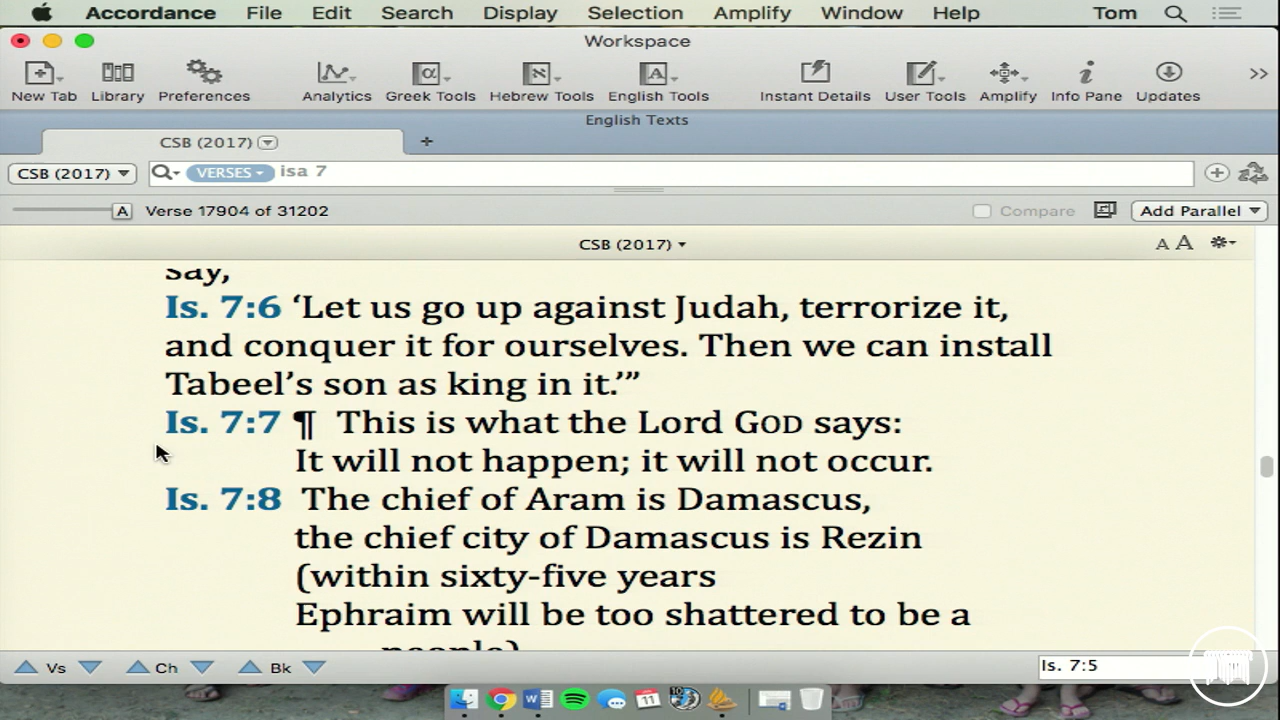 Accordance File Edit Search Display Selection Amplify Window Help Tom
Workspace
New Tab Library Preferences Analytics Greek Tools Hebrew Tools English Tools Instant Details User Tools Amplify Info Pane Updates
English Texts
CSB (2017)
CSB (2017) VERSES isa 7
A Verse 17904 of 31202 Compare Add Parallel
CSB (2017) A A
say,
Is. 7:6 ‘Let us go up against Judah, terrorize it,
and conquer it for ourselves. Then we can install
Tabeel’s son as king in it.’”
Is. 7:7 ¶ This is what the Lord GOD says:
It will not happen; it will not occur.
Is. 7:8 The chief of Aram is Damascus,
the chief city of Damascus is Rezin
(within sixty-five years
Ephraim will be too shattered to be a
people)
Vs Ch Bk Is. 7:5
11 10